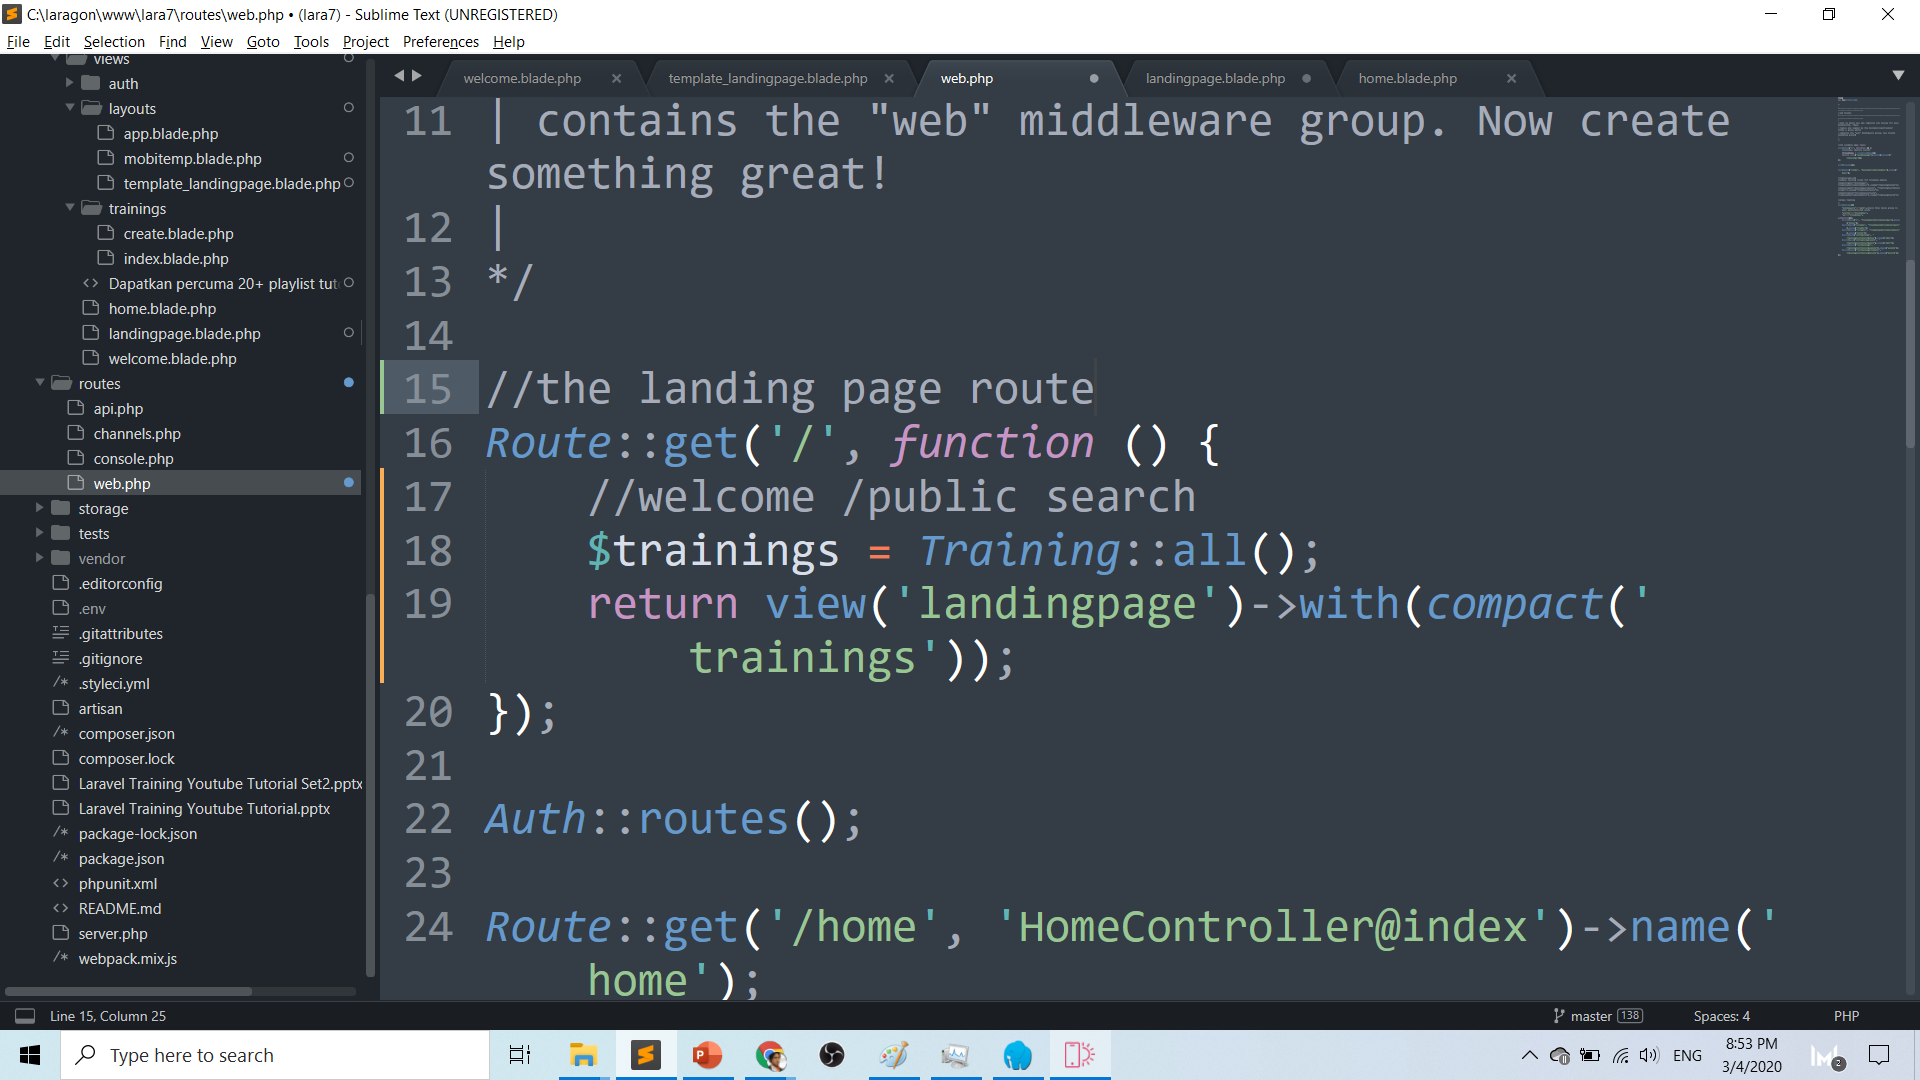 C:\laragon\www\lara7\routes\web.php • (lara7) - Sublime Text (UNREGISTERED)
File Edit Selection Find View Goto Tools Project Preferences Help
views
auth
layouts
app.blade.php
mobitemp.blade.php
template_landingpage.blade.php
trainings
create.blade.php
index.blade.php
Dapatkan percuma 20+ playlist tut
home.blade.php
landingpage.blade.php
welcome.blade.php
routes
api.php
channels.php
console.php
web.php
storage
tests
vendor
.editorconfig
.env
.gitattributes
.gitignore
.styleci.yml
artisan
composer.json
composer.lock
Laravel Training Youtube Tutorial Set2.pptx
Laravel Training Youtube Tutorial.pptx
package-lock.json
package.json
phpunit.xml
README.md
server.php
webpack.mix.js
welcome.blade.php template_landingpage.blade.php web.php landingpage.blade.php home.blade.php
11 | contains the "web" middleware group. Now create
something great!
12 |
13 */
14
15 //the landing page route
16 Route::get('/', function () {
17 //welcome /public search
18 $trainings = Training::all();
19 return view('landingpage')->with(compact('
trainings'));
20 });
21
22 Auth::routes();
23
24 Route::get('/home', 'HomeController@index')->name('
home');
Line 15, Column 25 master 138 Spaces: 4 PHP
Type here to search
ENG
8:53 PM
3/4/2020
2